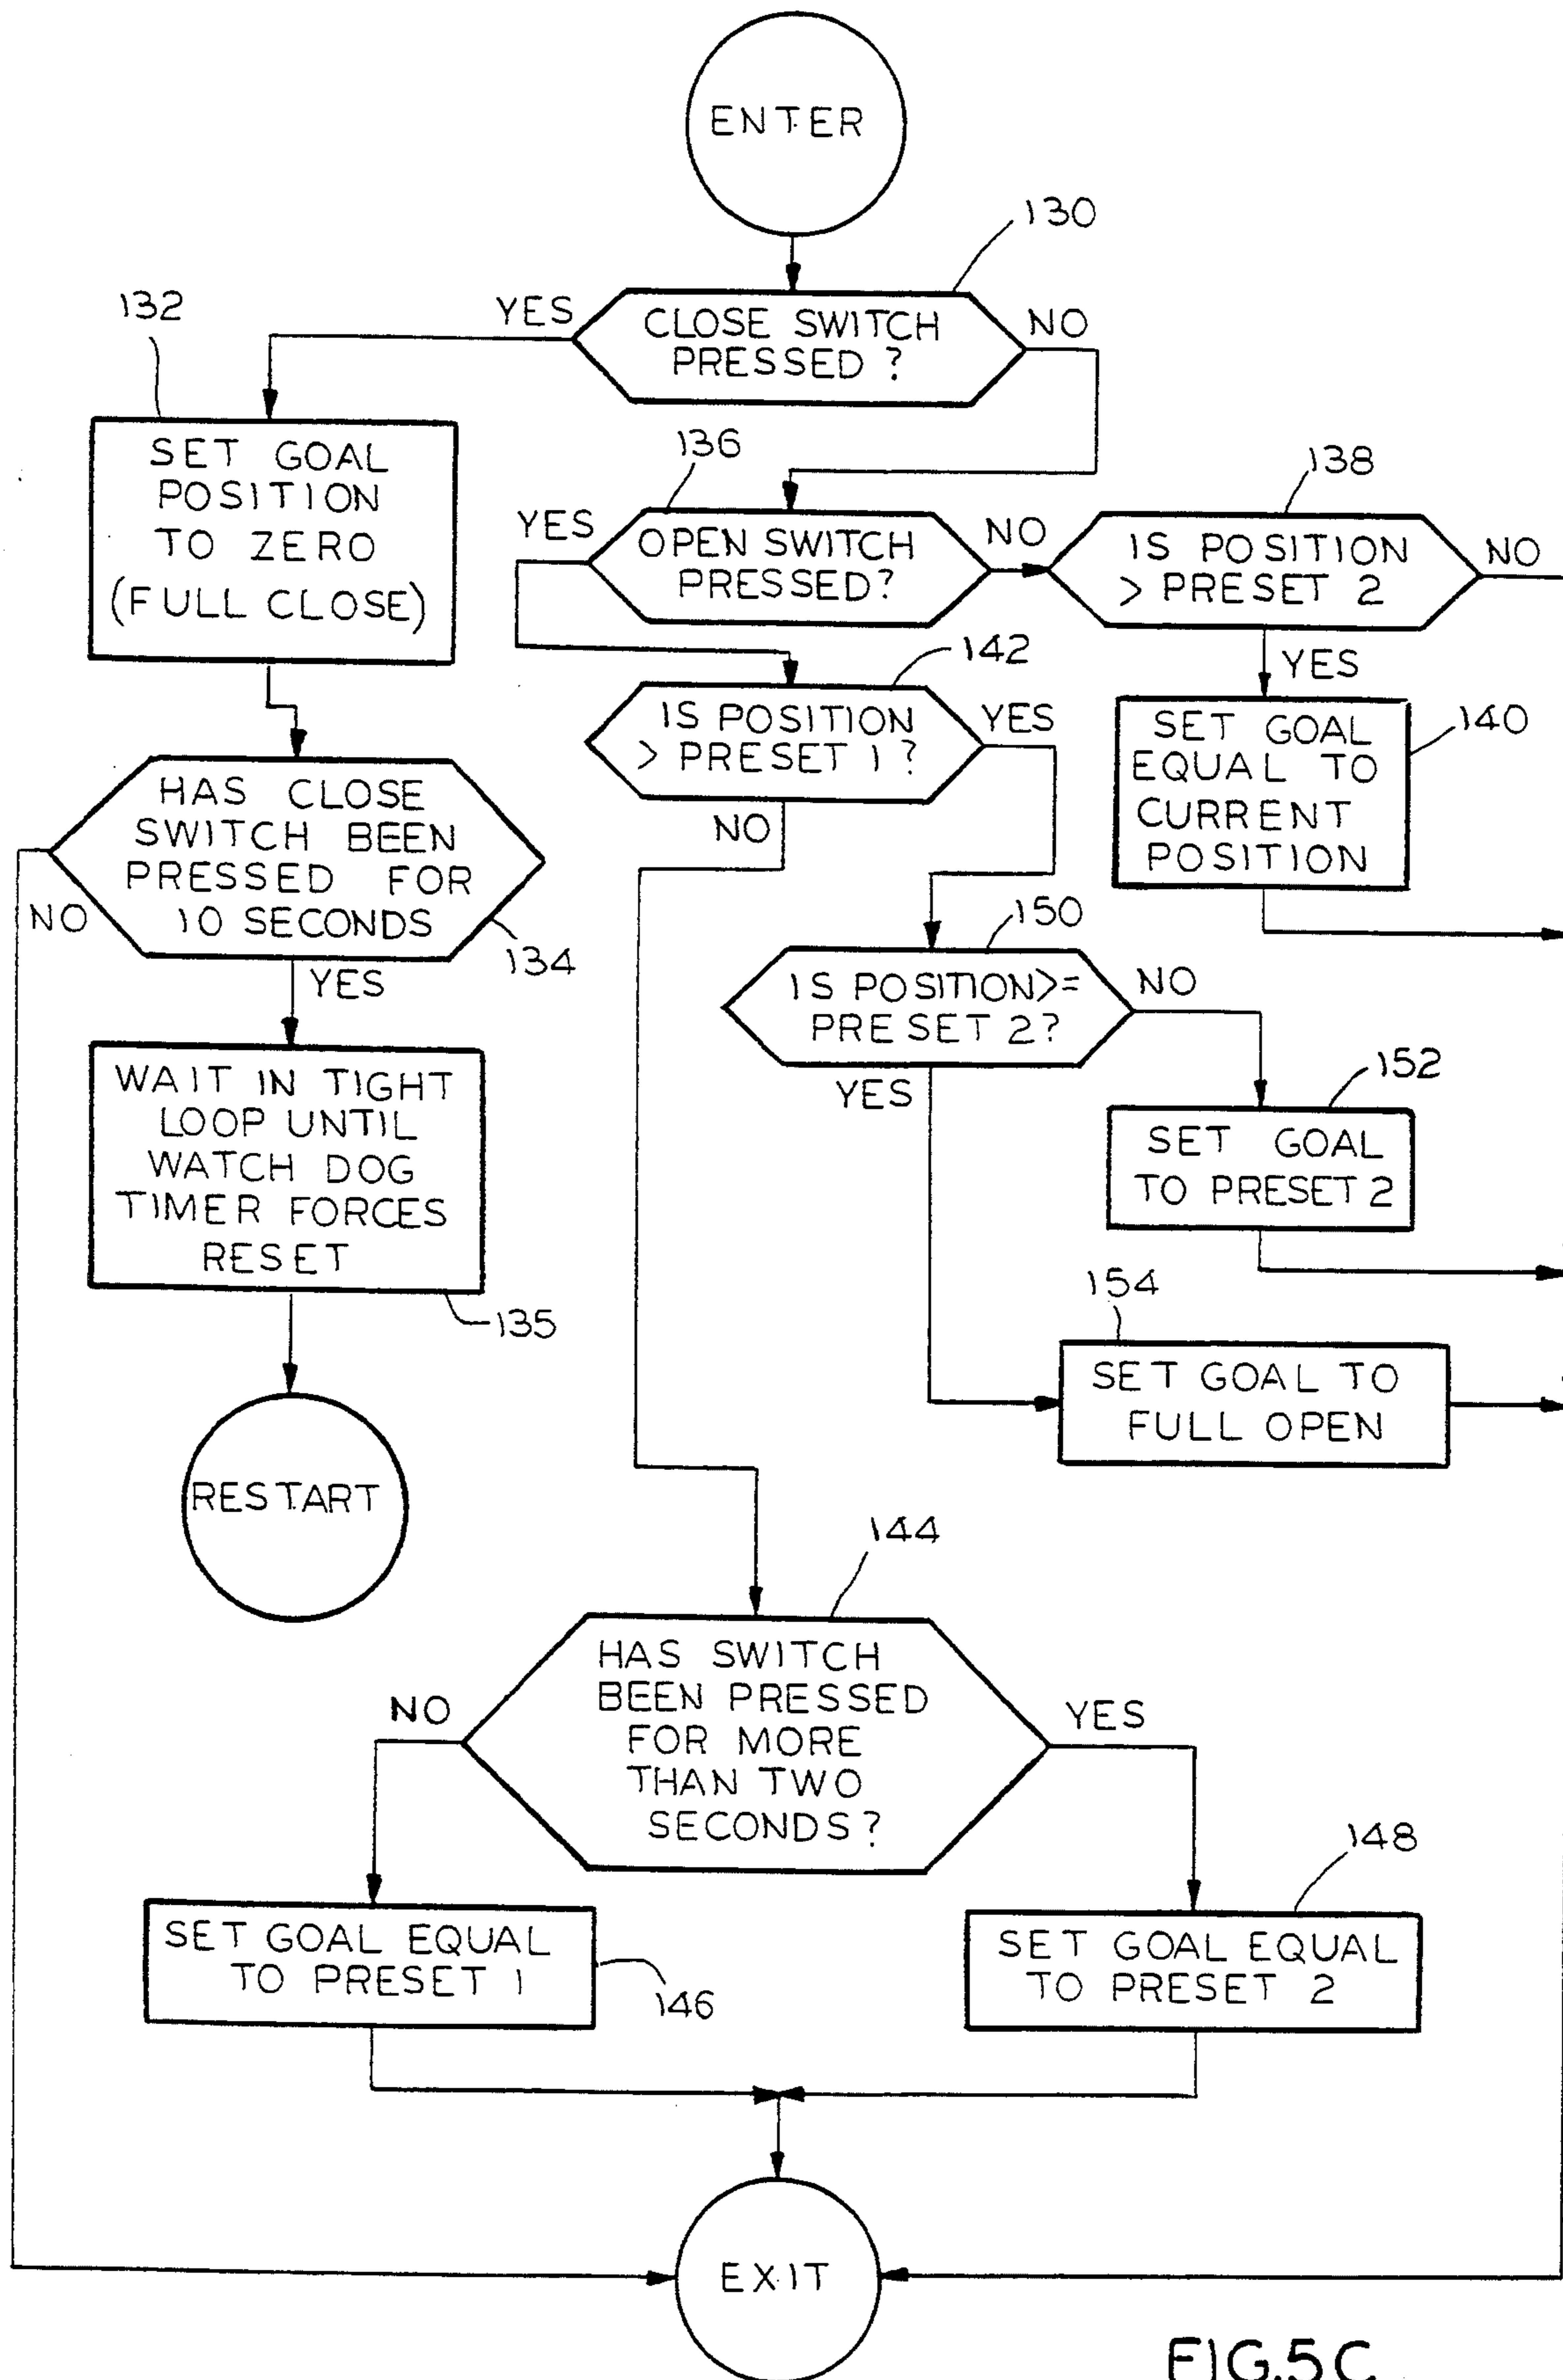 ENTER
130
CLOSE SWITCH
PRESSED ?
YES
NO
132
SET GOAL
POSITION
TO ZERO
(FULL CLOSE)
136
OPEN SWITCH
PRESSED?
YES
NO
138
IS POSITION
> PRESET 2
NO
YES
142
IS POSITION
> PRESET 1 ?
YES
NO
SET GOAL
EQUAL TO
CURRENT
POSITION
140
HAS CLOSE
SWITCH BEEN
PRESSED FOR
10 SECONDS
NO
134
YES
150
IS POSITION>=
PRESET 2?
NO
YES
WAIT IN TIGHT
LOOP UNTIL
WATCH DOG
TIMER FORCES
RESET
135
152
SET GOAL
TO PRESET 2
154
SET GOAL TO
FULL OPEN
RESTART
144
HAS SWITCH
BEEN PRESSED
FOR MORE
THAN TWO
SECONDS?
NO
YES
148
SET GOAL EQUAL
TO PRESET 1
146
SET GOAL EQUAL
TO PRESET 2
EXIT
FIG.5C